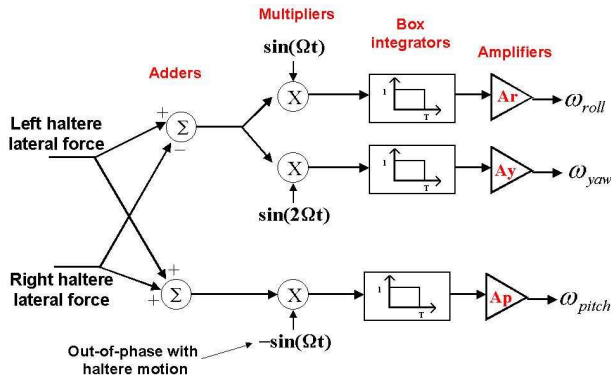 Multipliers
Box
integrators
Amplifiers
Adders
sin(Ωt)
+
Σ
−
X
1
T
Ar
ω_roll
Left haltere
lateral force
X
1
T
Ay
ω_yaw
sin(2Ωt)
Right haltere
lateral force
+
+
Σ
X
1
T
Ap
ω_pitch
−sin(Ωt)
Out-of-phase with
haltere motion